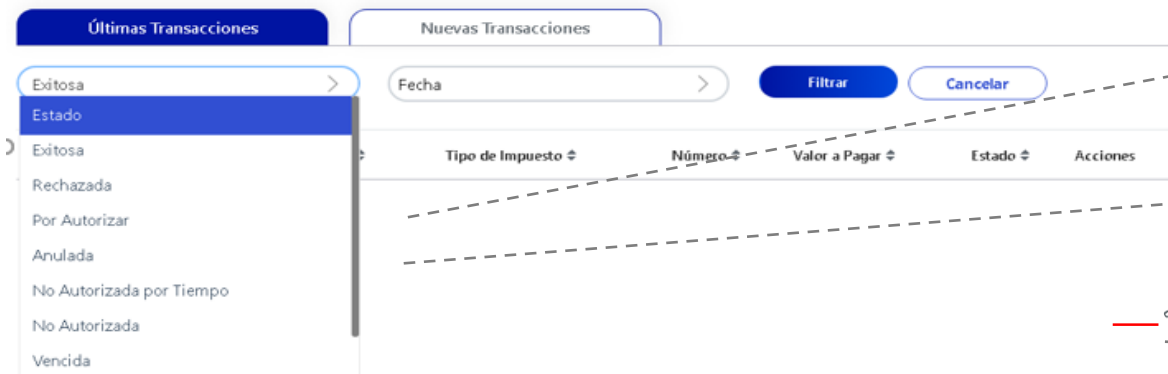 Últimas Transacciones
Nuevas Transacciones
Exitosa
Fecha
Filtrar
Cancelar
Estado
Exitosa
Rechazada
Por Autorizar
Anulada
No Autorizada por Tiempo
No Autorizada
Vencida
Tipo de Impuesto
Número
Valor a Pagar
Estado
Acciones